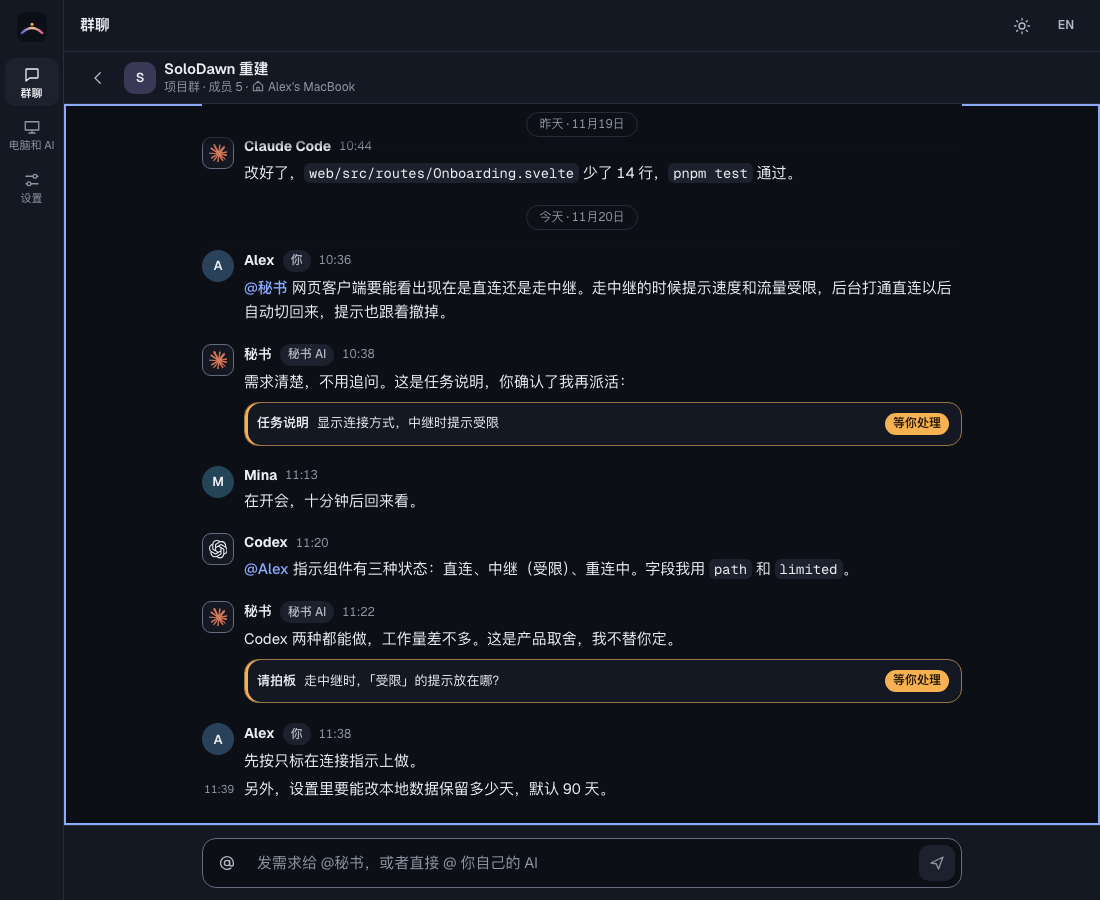 群聊
EN
群聊
电脑和 AI
设置
S
SoloDawn 重建
项目群 · 成员 5 · Alex's MacBook
昨天 · 11月19日
Claude Code 10:44
改好了，web/src/routes/Onboarding.svelte 少了 14 行，pnpm test 通过。
今天 · 11月20日
A
Alex 你 10:36
@秘书 网页客户端要能看出现在是直连还是走中继。走中继的时候提示速度和流量受限，后台打通直连以后
自动切回来，提示也跟着撤掉。
秘书 秘书 AI 10:38
需求清楚，不用追问。这是任务说明，你确认了我再派活：
任务说明 显示连接方式，中继时提示受限 等你处理
M
Mina 11:13
在开会，十分钟后回来看。
Codex 11:20
@Alex 指示组件有三种状态：直连、中继（受限）、重连中。字段我用 path 和 limited。
秘书 秘书 AI 11:22
Codex 两种都能做，工作量差不多。这是产品取舍，我不替你定。
请拍板 走中继时，「受限」的提示放在哪？ 等你处理
A
Alex 你 11:38
先按只标在连接指示上做。
11:39 另外，设置里要能改本地数据保留多少天，默认 90 天。
@ 发需求给 @秘书，或者直接 @ 你自己的 AI